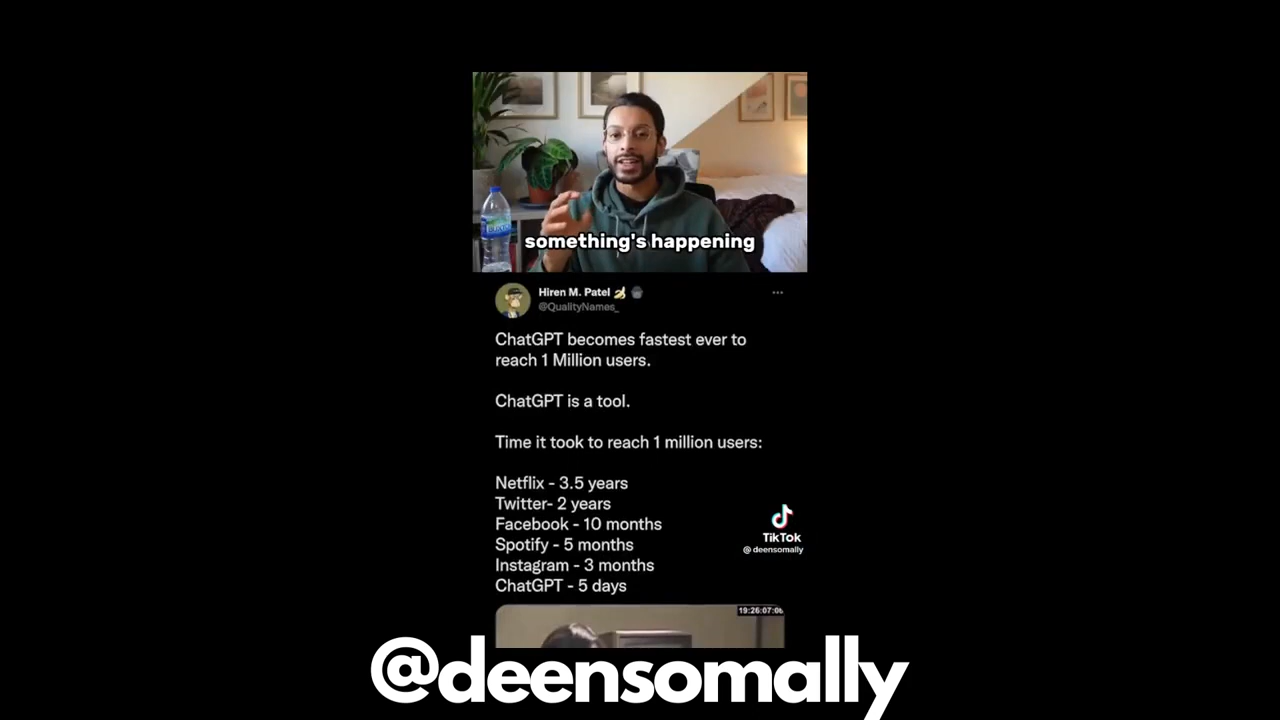 something's happening
Hiren M. Patel
@QualityNames_
ChatGPT becomes fastest ever to
reach 1 Million users.
ChatGPT is a tool.
Time it took to reach 1 million users:
Netflix - 3.5 years
Twitter- 2 years
Facebook - 10 months
Spotify - 5 months
Instagram - 3 months
ChatGPT - 5 days
TikTok
@ deensomally
19:26:07:06
@deensomally